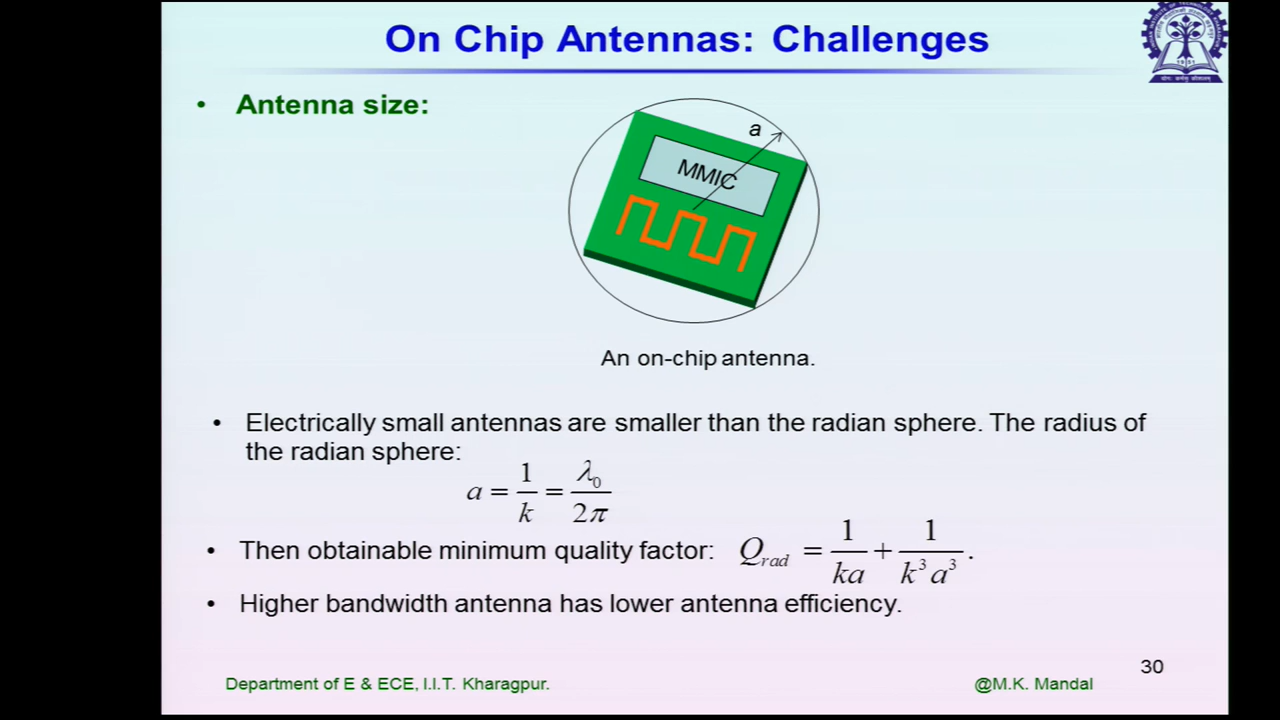 On Chip Antennas: Challenges
• Antenna size:
a
MMIC
An on-chip antenna.
• Electrically small antennas are smaller than the radian sphere. The radius of
the radian sphere:
a = 1/k = λ₀/2π
• Then obtainable minimum quality factor: Q_rad = 1/ka + 1/k³a³.
• Higher bandwidth antenna has lower antenna efficiency.
30
Department of E & ECE, I.I.T. Kharagpur.
@M.K. Mandal